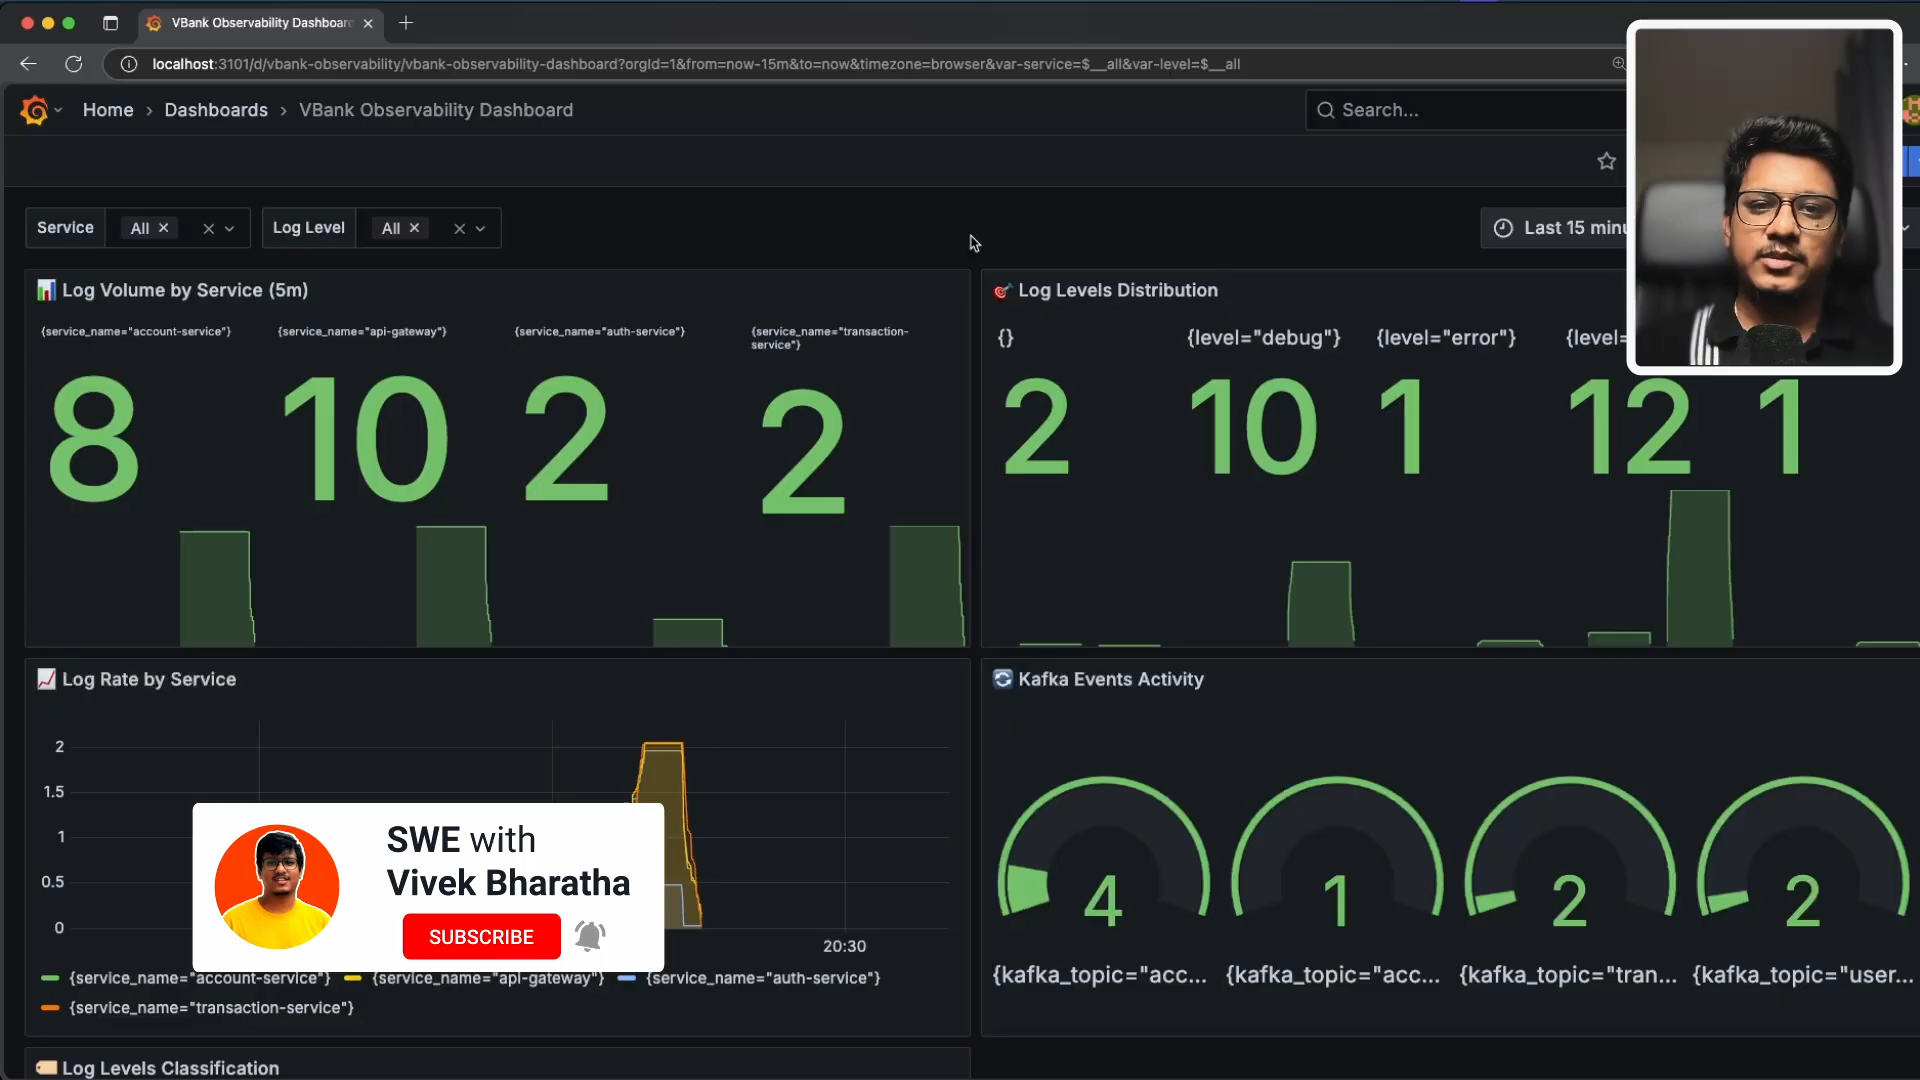 VBank Observability Dashboard
localhost:3101/d/vbank-observability/vbank-observability-dashboard?orgId=1&from=now-15m&to=now&timezone=browser&var-service=$__all&var-level=$__all
Home › Dashboards › VBank Observability Dashboard
Search...
Service All
Log Level All
Last 15
Log Volume by Service (5m)
{service_name="account-service"}
8
{service_name="api-gateway"}
10
{service_name="auth-service"}
2
{service_name="transaction-
service"}
2
Log Levels Distribution
{}
2
{level="debug"}
10
{level="error"}
1
{level=
12
1
Log Rate by Service
2
1.5
1
0.5
0
20:30
{service_name="account-service"}
{service_name="api-gateway"}
{service_name="auth-service"}
{service_name="transaction-service"}
SWE with
Vivek Bharatha
SUBSCRIBE
Kafka Events Activity
4
{kafka_topic="acc...
1
{kafka_topic="acc...
2
{kafka_topic="tran...
2
{kafka_topic="user...
Log Levels Classification